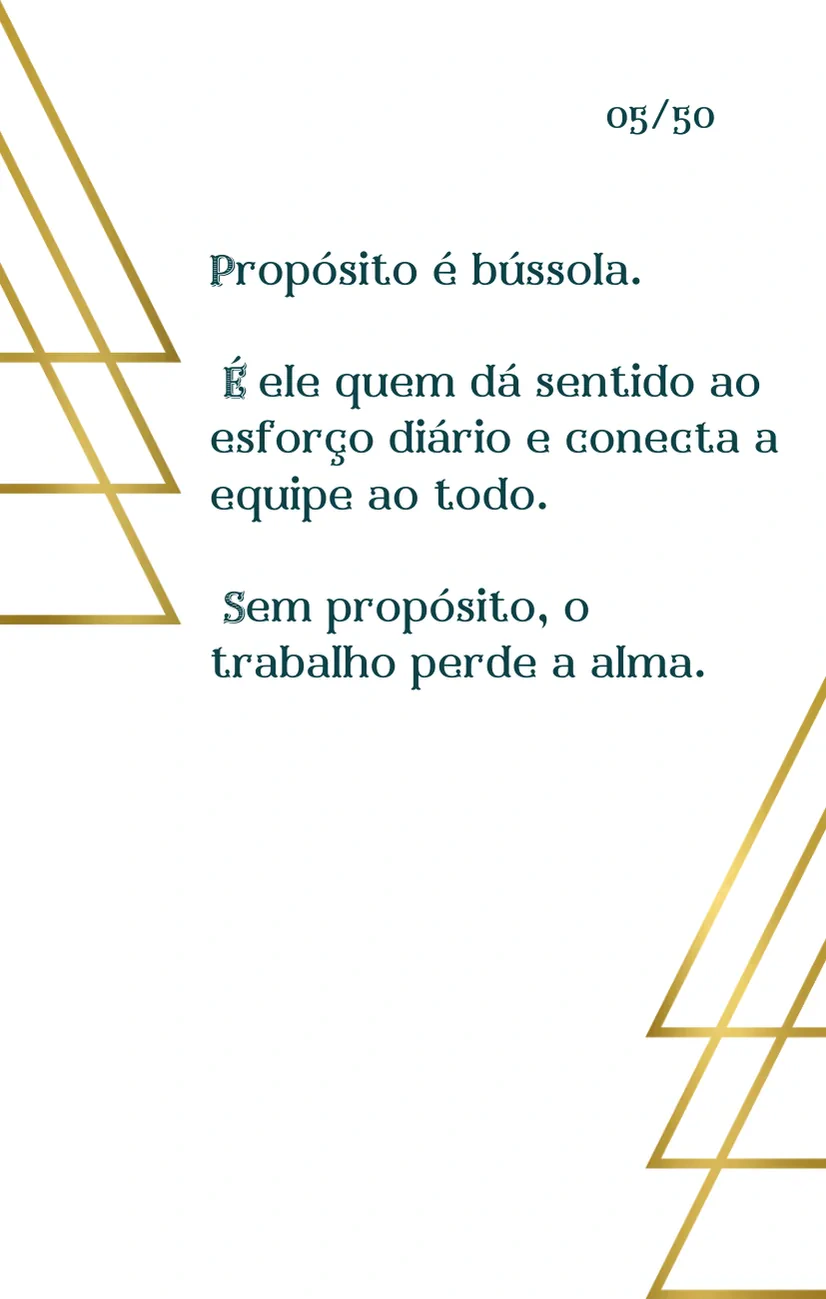 05/50
Propósito é bússola.
É ele quem dá sentido ao
esforço diário e conecta a
equipe ao todo.
Sem propósito, o
trabalho perde a alma.